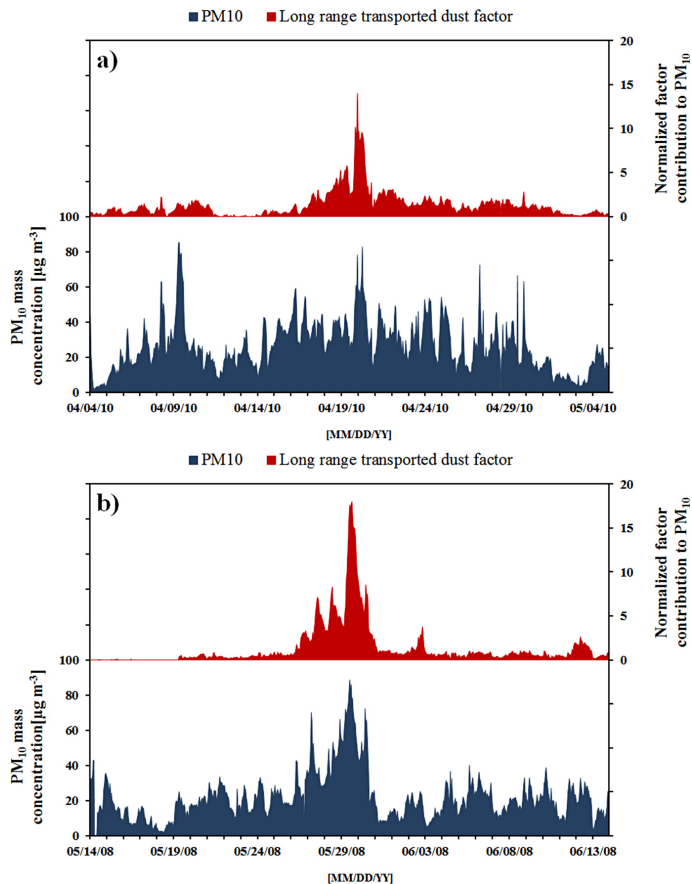 PM10 Long range transported dust factor
a)
20
15
10
5
0
Normalized factor
contribution to PM10
100
80
60
40
20
0
PM10 mass
concentration [µg m-3]
04/04/10 04/09/10 04/14/10 04/19/10 04/24/10 04/29/10 05/04/10
[MM/DD/YY]
PM10 Long range transported dust factor
b)
20
15
10
5
0
Normalized factor
contribution to PM10
100
80
60
40
20
0
PM10 mass
concentration[µg m-3]
05/14/08 05/19/08 05/24/08 05/29/08 06/03/08 06/08/08 06/13/08
[MM/DD/YY]